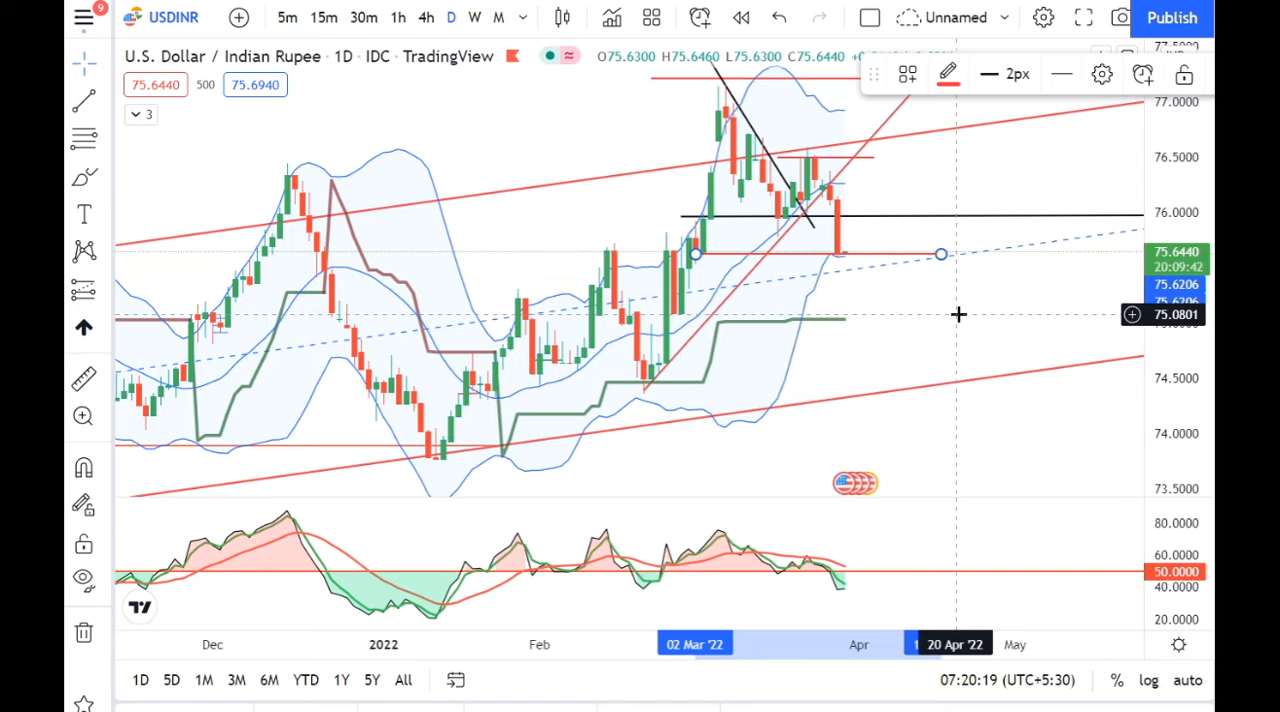 9
USDINR
5m 15m 30m 1h 4h D W M
Unnamed
Publish
U.S. Dollar / Indian Rupee · 1D · IDC · TradingView
O75.6300 H75.6460 L75.6300 C75.6440
2px
75.6440 500 75.6940
3
77.0000
76.5000
76.0000
75.6440
20:09:42
75.6206
75.0801
74.5000
74.0000
73.5000
80.0000
60.0000
50.0000
40.0000
20.0000
Dec 2022 Feb 02 Mar '22 Apr 20 Apr '22 May
1D 5D 1M 3M 6M YTD 1Y 5Y All
07:20:19 (UTC+5:30) % log auto